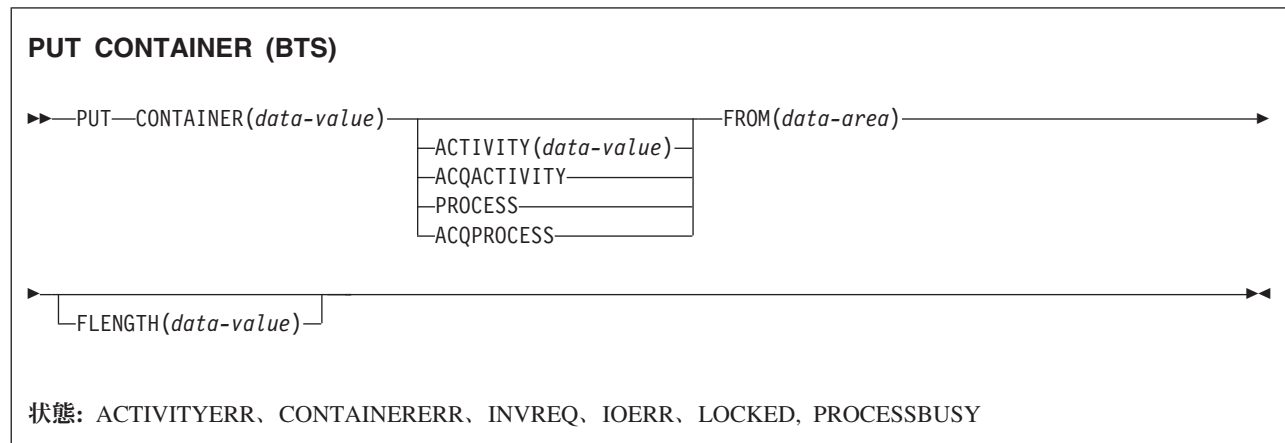 PUT CONTAINER (BTS)
PUT CONTAINER(data-value) FROM(data-area)
ACTIVITY(data-value)
ACQACTIVITY
PROCESS
ACQPROCESS
FLENGTH(data-value)
状態: ACTIVITYERR、CONTAINERERR、INVREQ、IOERR、LOCKED, PROCESSBUSY